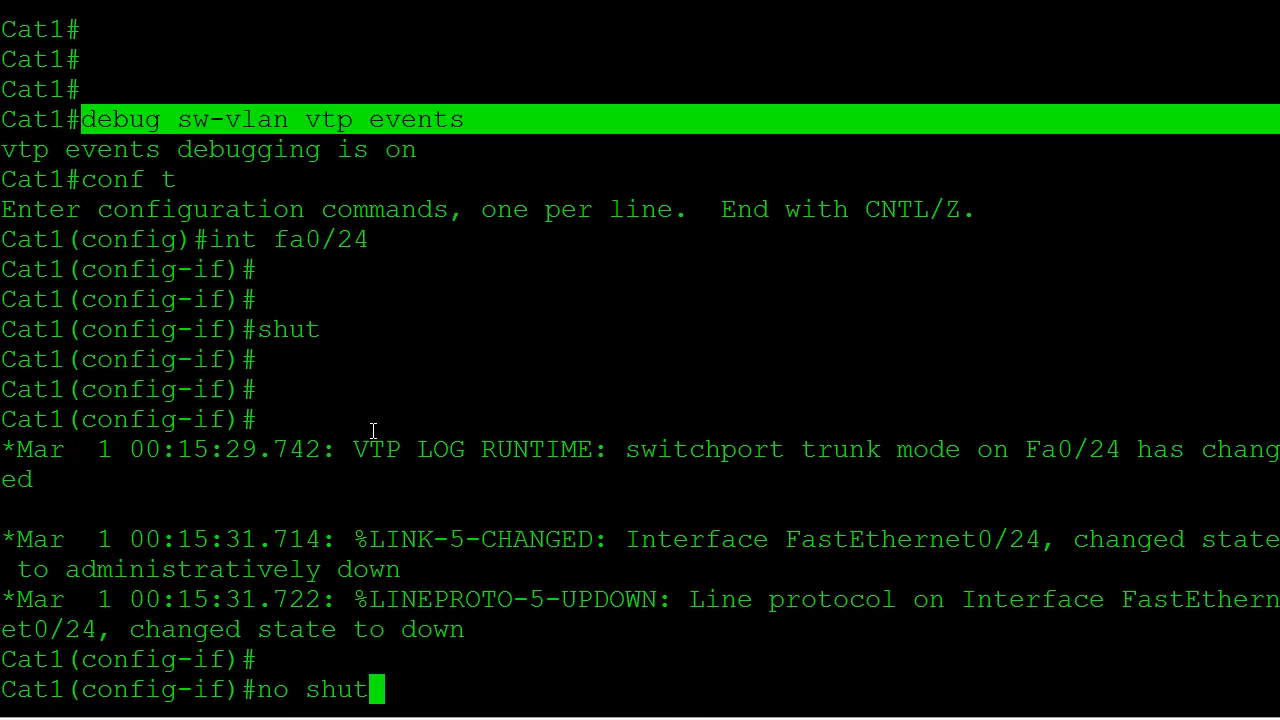 Cat1#
Cat1#
Cat1#
Cat1#debug sw-vlan vtp events
vtp events debugging is on
Cat1#conf t
Enter configuration commands, one per line.  End with CNTL/Z.
Cat1(config)#int fa0/24
Cat1(config-if)#
Cat1(config-if)#
Cat1(config-if)#shut
Cat1(config-if)#
Cat1(config-if)#
Cat1(config-if)#
*Mar  1 00:15:29.742: VTP LOG RUNTIME: switchport trunk mode on Fa0/24 has chang
ed
*Mar  1 00:15:31.714: %LINK-5-CHANGED: Interface FastEthernet0/24, changed state
 to administratively down
*Mar  1 00:15:31.722: %LINEPROTO-5-UPDOWN: Line protocol on Interface FastEthern
et0/24, changed state to down
Cat1(config-if)#
Cat1(config-if)#no shut